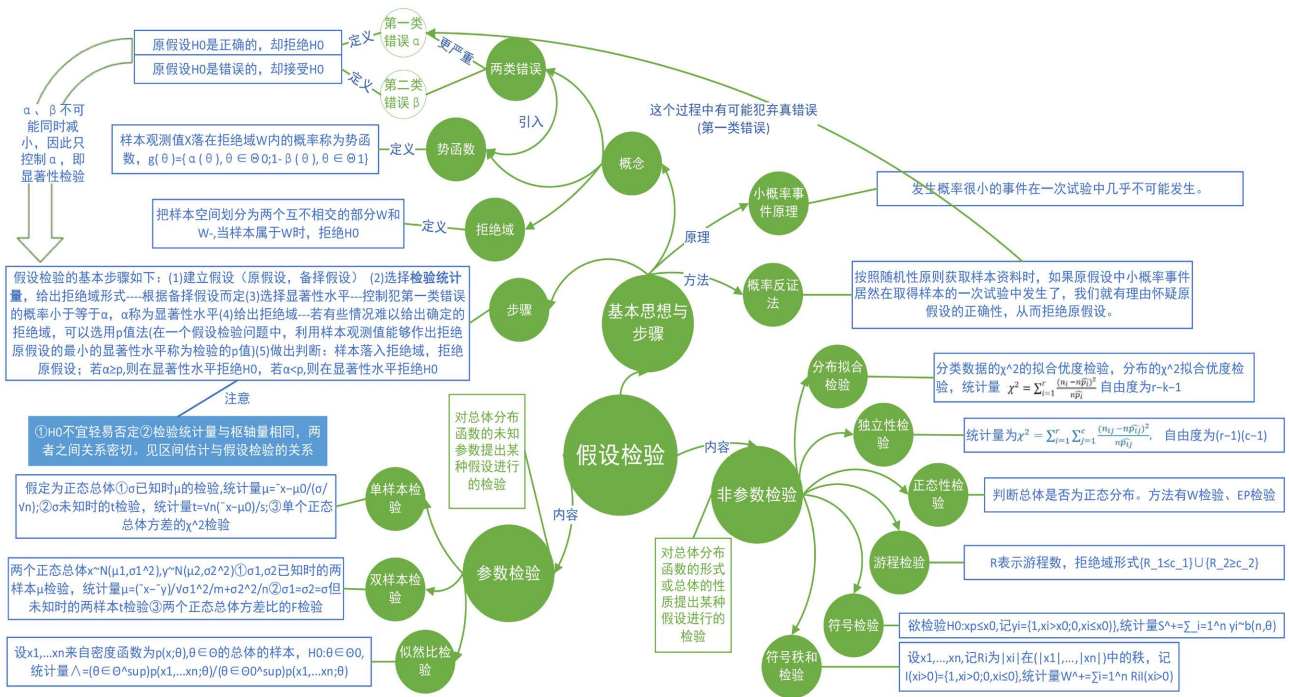 原假设H0是正确的，却拒绝H0
定义
第一类
错误α
更严重
两类错误
原假设H0是错误的，却接受H0
定义
第二类
错误β
引入
α、β不可
能同时减
小，因此只
控制α，即
显著性检验
样本观测值X落在拒绝域W内的概率称为势函
数，g(θ)={α(θ),θ∈Θ0;1-β(θ),θ∈Θ1}
定义
势函数
概念
把样本空间划分为两个互不相交的部分W和
W-,当样本属于W时，拒绝H0
定义
拒绝域
这个过程中有可能犯弃真错误
(第一类错误)
小概率事
件原理
发生概率很小的事件在一次试验中几乎不可能发生。
原理
方法
概率反证
法
按照随机性原则获取样本资料时，如果原假设中小概率事件
居然在取得样本的一次试验中发生了，我们就有理由怀疑原
假设的正确性，从而拒绝原假设。
基本思想与
步骤
步骤
假设检验的基本步骤如下：(1)建立假设（原假设，备择假设） (2)选择检验统计
量，给出拒绝域形式----根据备择假设而定(3)选择显著性水平---控制犯第一类错误
的概率小于等于α，α称为显著性水平(4)给出拒绝域---若有些情况难以给出确定的
拒绝域，可以选用p值法(在一个假设检验问题中，利用样本观测值能够作出拒绝
原假设的最小的显著性水平称为检验的p值)(5)做出判断：样本落入拒绝域，拒绝
原假设；若α≥p,则在显著性水平拒绝H0，若α<p,则在显著性水平拒绝H0
注意
①H0不宜轻易否定②检验统计量与枢轴量相同，两
者之间关系密切。见区间估计与假设检验的关系
假设检验
内容
内容
对总体分布
函数的未知
参数提出某
种假设进行
的检验
参数检验
单样本检
验
假定为正态总体①σ已知时μ的检验,统计量μ=¯x−μ0/(σ/
√n);②σ未知时的t检验，统计量t=√n(¯x−μ0)/s;③单个正态
总体方差的χ^2检验
双样本检
验
两个正态总体x~N(μ1,σ1^2),y~N(μ2,σ2^2)①σ1,σ2已知时的两
样本μ检验，统计量μ=(¯x−¯y)/√σ1^2/m+σ2^2/n②σ1=σ2=σ但
未知时的两样本t检验③两个正态总体方差比的F检验
似然比检
验
设x1,...xn来自密度函数为p(x;θ),θ∈Θ的总体的样本，H0:θ∈Θ0,
统计量∧=(θ∈Θ^sup)p(x1,...xn;θ)/(θ∈Θ0^sup)p(x1,...xn;θ)
非参数检验
对总体分布
函数的形式
或总体的性
质提出某种
假设进行的
检验
分布拟合
检验
分类数据的χ^2的拟合优度检验，分布的χ^2拟合优度检
验，统计量 χ² = ∑ᵢ₌₁ʳ (nᵢ−np̂ᵢ)²/np̂ᵢ 自由度为r−k−1
独立性检
验
统计量为χ² = ∑ᵢ₌₁ʳ ∑ⱼ₌₁ᶜ (nᵢⱼ−np̂ᵢⱼ)²/np̂ᵢⱼ, 自由度为(r−1)(c−1)
正态性检
验
判断总体是否为正态分布。方法有W检验、EP检验
游程检验
R表示游程数，拒绝域形式{R_1≤c_1}∪{R_2≥c_2}
符号检验
欲检验H0:xp≤x0,记yi={1,xi>x0;0,xi≤x0)},统计量S^+=∑_i=1^n yi~b(n,θ)
符号秩和
检验
设x1,...,xn,记Ri为|xi|在(|x1|,...,|xn|)中的秩，记
I(xi>0)={1,xi>0;0,xi≤0},统计量W^+=∑i=1^n RiI(xi>0)